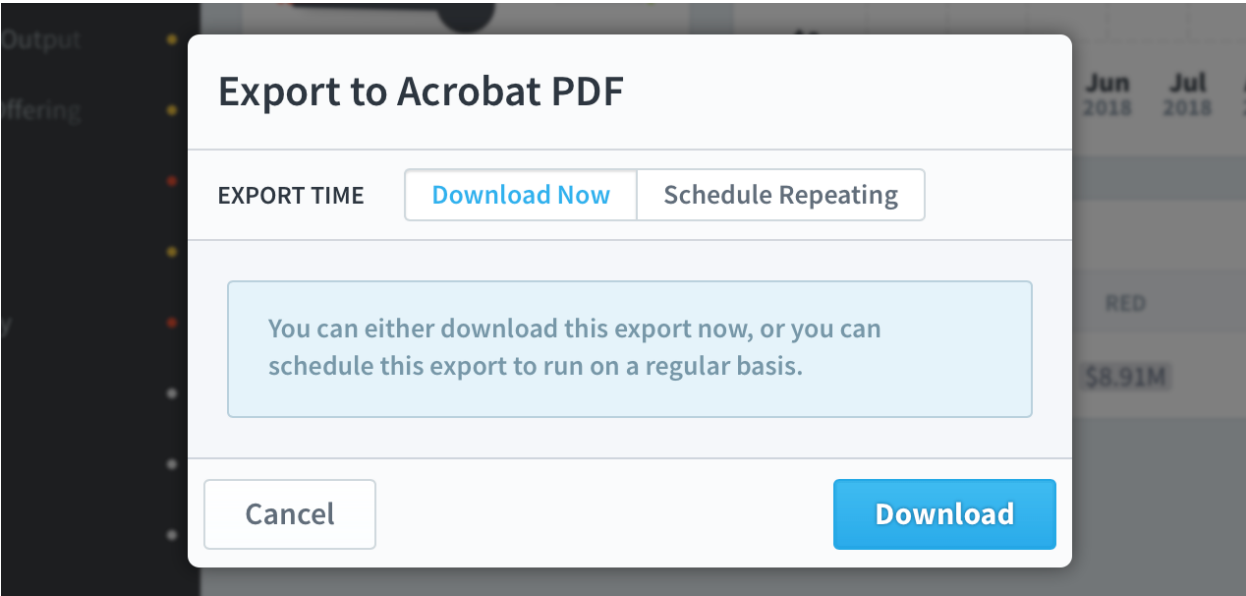 Output
Offering
Export to Acrobat PDF
Jun
2018
Jul
2018
EXPORT TIME
Download Now
Schedule Repeating
RED
You can either download this export now, or you can
schedule this export to run on a regular basis.
$8.91M
Cancel
Download